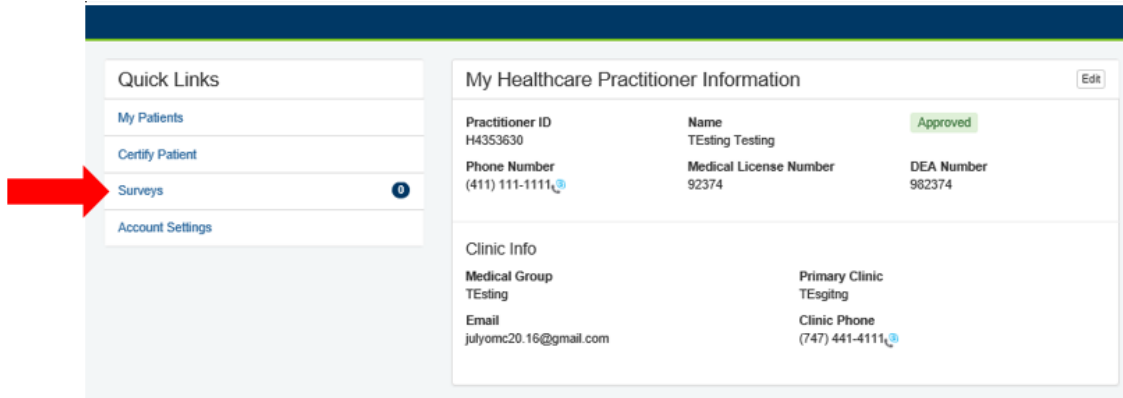 Quick Links
My Patients
Certify Patient
Surveys 0
Account Settings
My Healthcare Practitioner Information Edit
Practitioner ID Name Approved
H4353630 TEsting Testing
Phone Number Medical License Number DEA Number
(411) 111-1111 92374 982374
Clinic Info
Medical Group Primary Clinic
TEsting TEsgitng
Email Clinic Phone
julyomc20.16@gmail.com (747) 441-4111